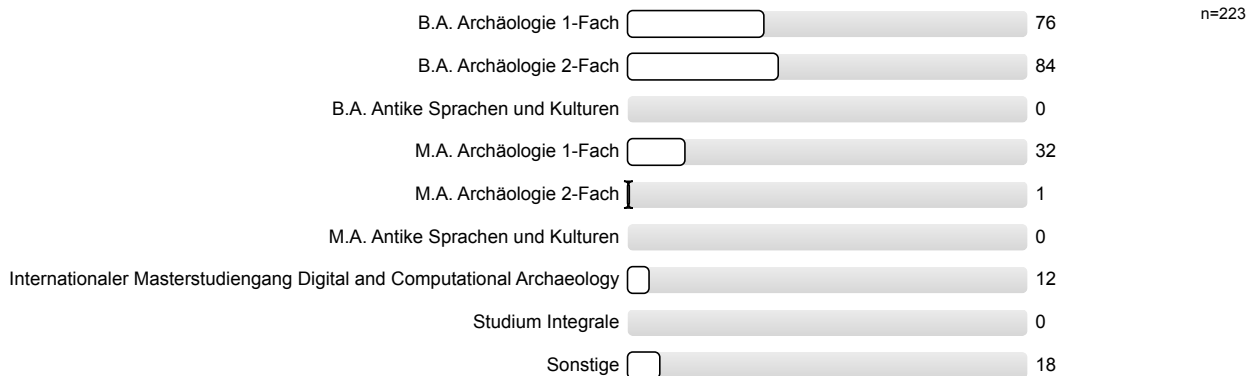 B.A. Archäologie 1-Fach 76 n=223
B.A. Archäologie 2-Fach 84
B.A. Antike Sprachen und Kulturen 0
M.A. Archäologie 1-Fach 32
M.A. Archäologie 2-Fach 1
M.A. Antike Sprachen und Kulturen 0
Internationaler Masterstudiengang Digital and Computational Archaeology 12
Studium Integrale 0
Sonstige 18